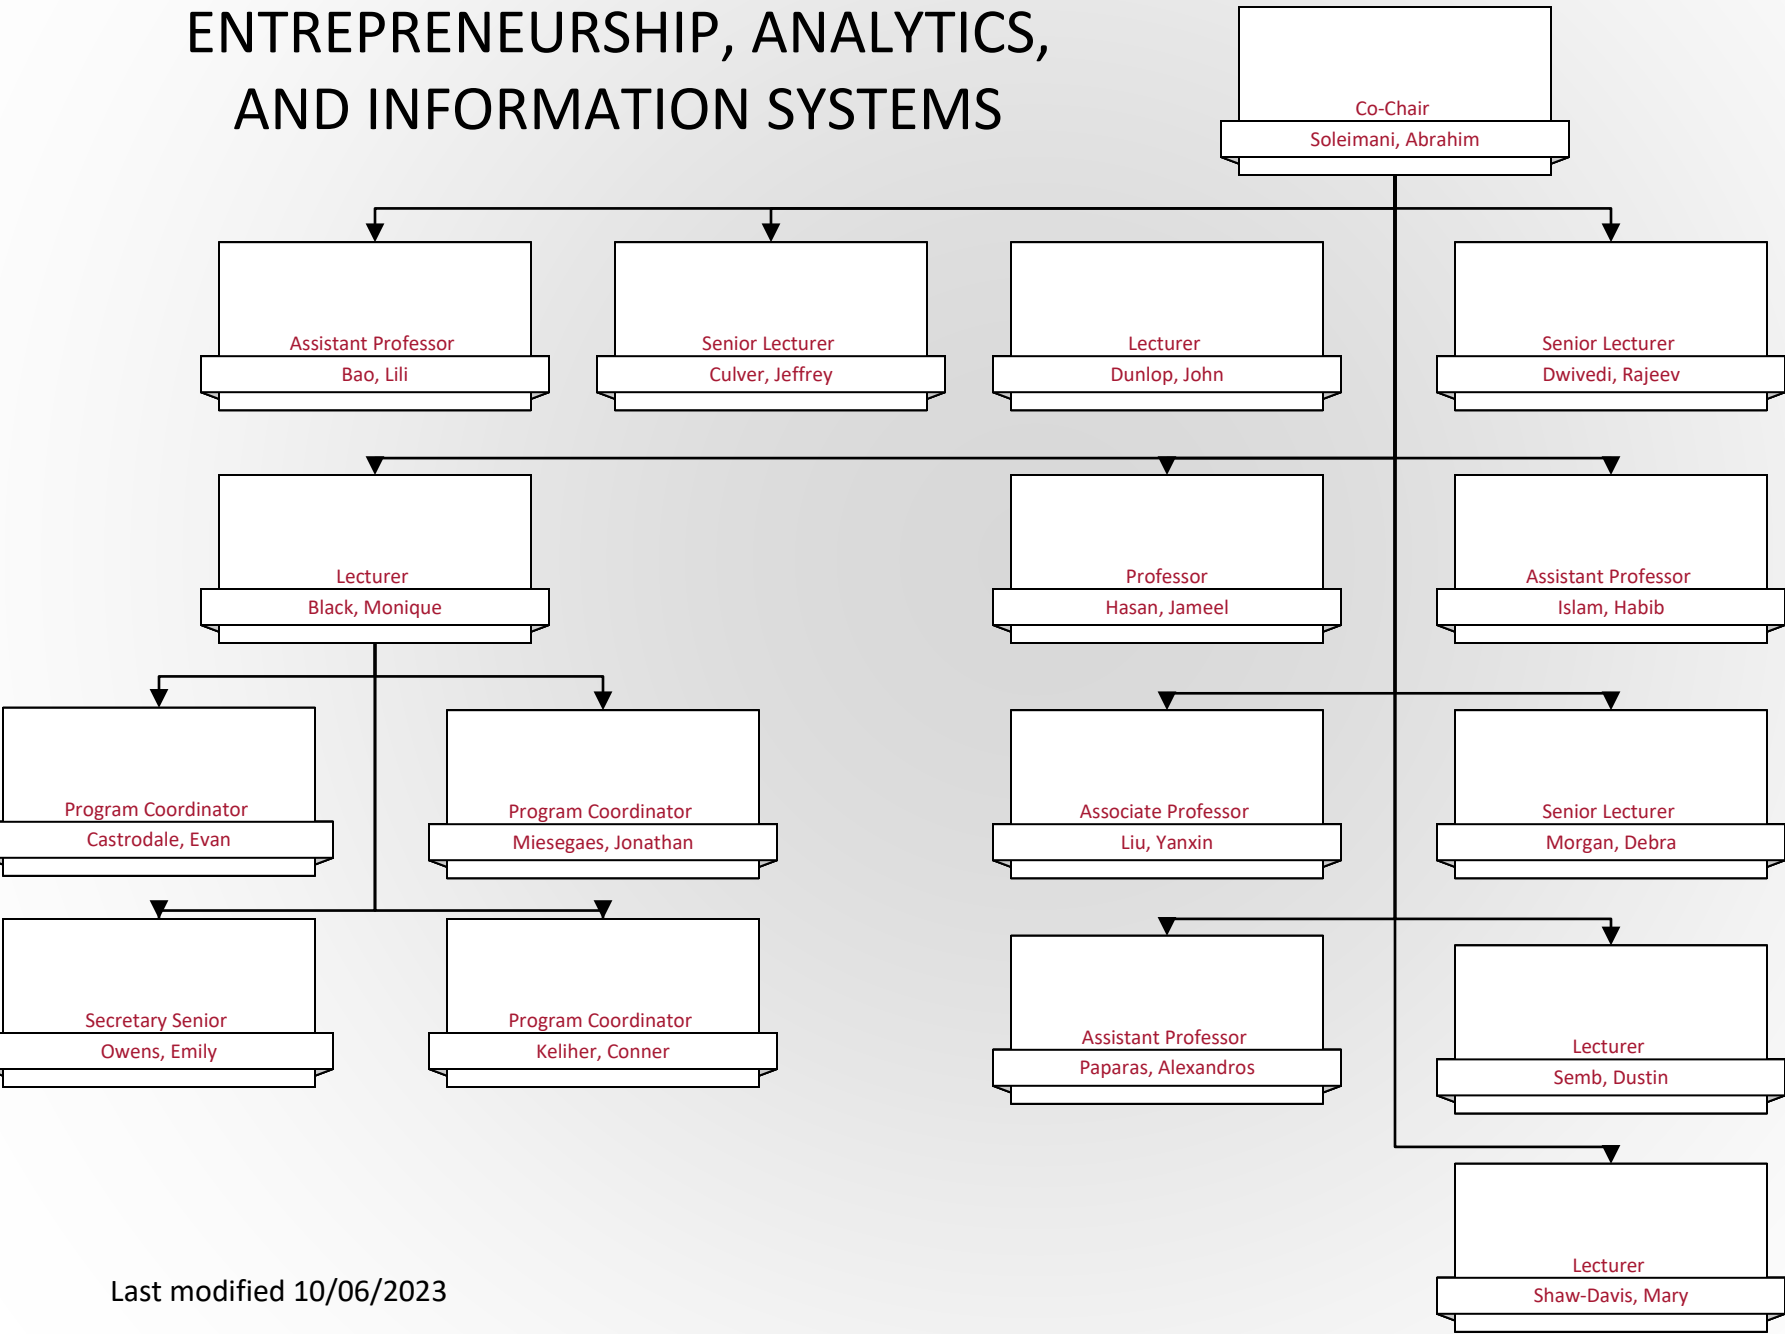 ENTREPRENEURSHIP, ANALYTICS,
AND INFORMATION SYSTEMS
Co-Chair
Soleimani, Abrahim
Assistant Professor
Bao, Lili
Senior Lecturer
Culver, Jeffrey
Lecturer
Dunlop, John
Senior Lecturer
Dwivedi, Rajeev
Lecturer
Black, Monique
Professor
Hasan, Jameel
Assistant Professor
Islam, Habib
Program Coordinator
Castrodale, Evan
Program Coordinator
Miesegaes, Jonathan
Associate Professor
Liu, Yanxin
Senior Lecturer
Morgan, Debra
Secretary Senior
Owens, Emily
Program Coordinator
Keliher, Conner
Assistant Professor
Paparas, Alexandros
Lecturer
Semb, Dustin
Lecturer
Shaw-Davis, Mary
Last modified 10/06/2023